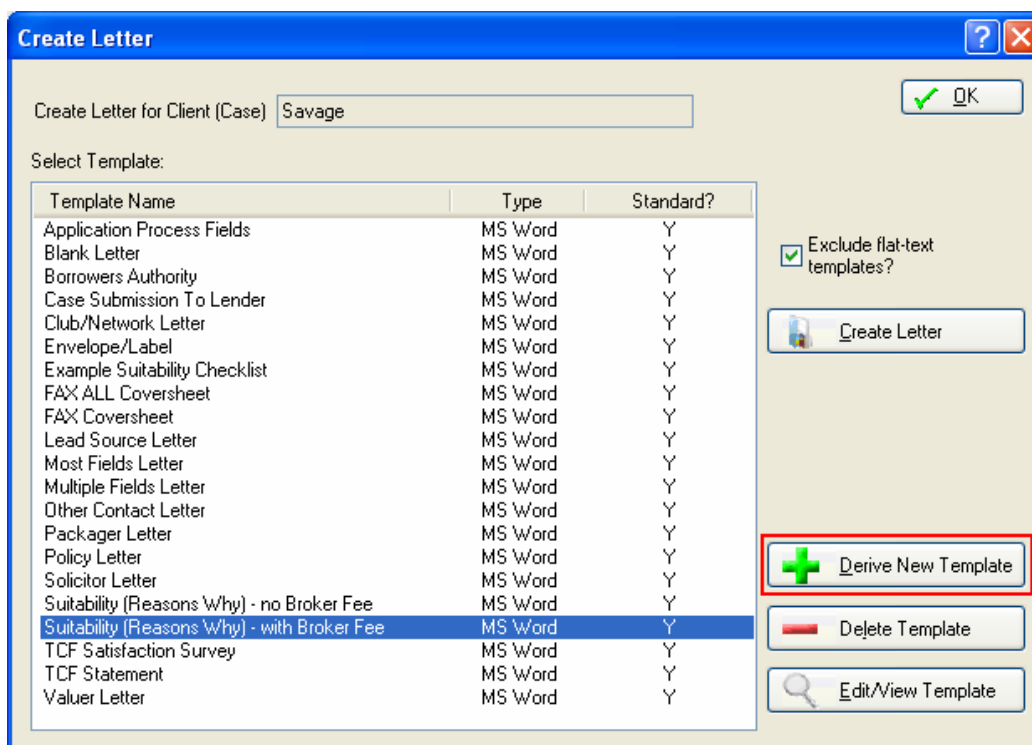 Create Letter
OK
Create Letter for Client (Case) Savage
Select Template:
Template Name Type Standard?
Application Process Fields MS Word Y
Blank Letter MS Word Y
Borrowers Authority MS Word Y
Case Submission To Lender MS Word Y
Club/Network Letter MS Word Y
Envelope/Label MS Word Y
Example Suitability Checklist MS Word Y
FAX ALL Coversheet MS Word Y
FAX Coversheet MS Word Y
Lead Source Letter MS Word Y
Most Fields Letter MS Word Y
Multiple Fields Letter MS Word Y
Other Contact Letter MS Word Y
Packager Letter MS Word Y
Policy Letter MS Word Y
Solicitor Letter MS Word Y
Suitability (Reasons Why) - no Broker Fee MS Word Y
Suitability (Reasons Why) - with Broker Fee MS Word Y
TCF Satisfaction Survey MS Word Y
TCF Statement MS Word Y
Valuer Letter MS Word Y
Exclude flat-text
templates?
Create Letter
Derive New Template
Delete Template
Edit/View Template